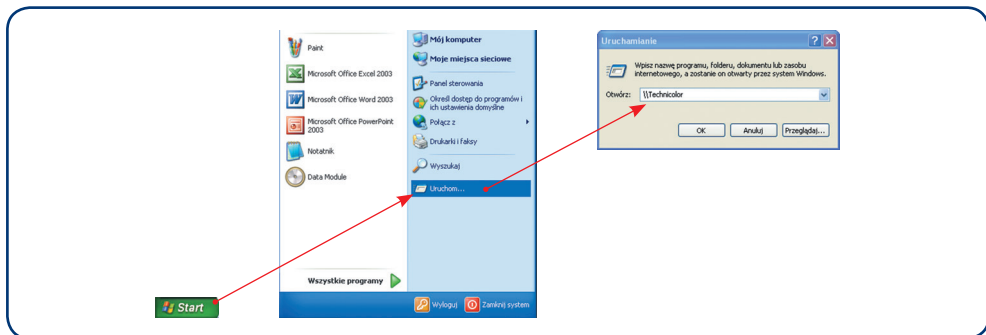 Paint
Microsoft Office Excel 2003
Microsoft Office Word 2003
Microsoft Office PowerPoint
2003
Notatnik
Data Module
Wszystkie programy
Mój komputer
Moje miejsca sieciowe
Panel sterowania
Określ dostęp do programów i
ich ustawienia domyślne
Połącz z
Drukarki i faksy
Wyszukaj
Uruchom...
Wyloguj
Zamknij system
Start
Uruchamianie
Wpisz nazwę programu, folderu, dokumentu lub zasobu
internetowego, a zostanie on otwarty przez system Windows.
Otwórz:
\\Technicolor
OK
Anuluj
Przeglądaj...